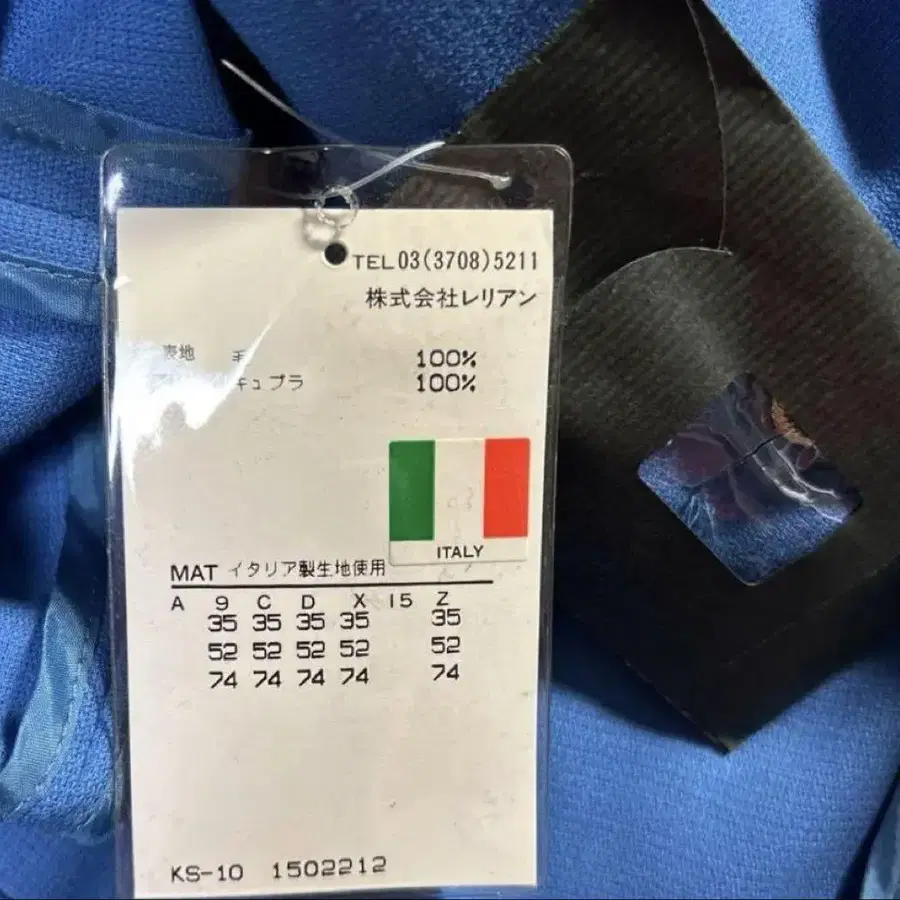 TEL 03(3708)5211
株式会社レリアン
表地 毛 100%
キュプラ 100%
ITALY
MAT イタリア製生地使用
A 9 C D X 15 Z
35 35 35 35 35
52 52 52 52 52
74 74 74 74 74
KS-10 1502212